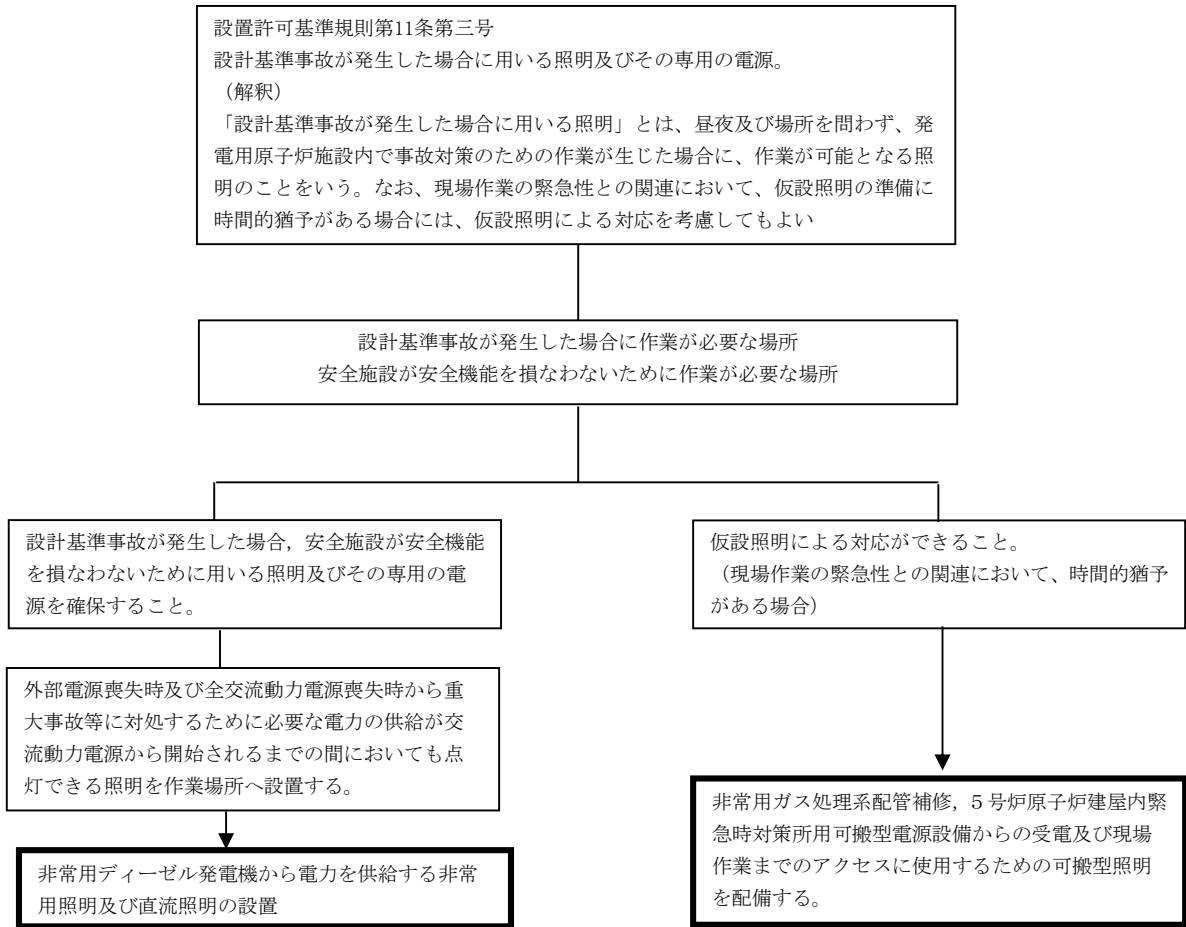 設置許可基準規則第11条第三号
設計基準事故が発生した場合に用いる照明及びその専用の電源。
（解釈）
「設計基準事故が発生した場合に用いる照明」とは、昼夜及び場所を問わず、発
電用原子炉施設内で事故対策のための作業が生じた場合に、作業が可能となる照
明のことをいう。なお、現場作業の緊急性との関連において、仮設照明の準備に
時間的猶予がある場合には、仮設照明による対応を考慮してもよい
設計基準事故が発生した場合に作業が必要な場所
安全施設が安全機能を損なわないために作業が必要な場所
設計基準事故が発生した場合，安全施設が安全機能
を損なわないために用いる照明及びその専用の電
源を確保すること。
外部電源喪失時及び全交流動力電源喪失時から重
大事故等に対処するために必要な電力の供給が交
流動力電源から開始されるまでの間においても点
灯できる照明を作業場所へ設置する。
非常用ディーゼル発電機から電力を供給する非常
用照明及び直流照明の設置
仮設照明による対応ができること。
（現場作業の緊急性との関連において、時間的猶予
がある場合）
非常用ガス処理系配管補修，５号炉原子炉建屋内緊
急時対策所用可搬型電源設備からの受電及び現場
作業までのアクセスに使用するための可搬型照明
を配備する。